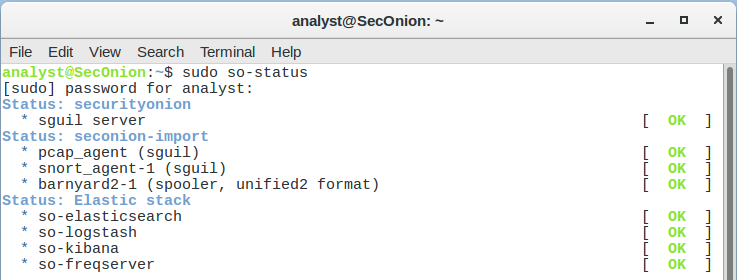 analyst@SecOnion: ~
File Edit View Search Terminal Help
analyst@SecOnion:~$ sudo so-status
[sudo] password for analyst:
Status: securityonion
* sguil server [ OK ]
Status: seconion-import
* pcap_agent (sguil) [ OK ]
* snort_agent-1 (sguil) [ OK ]
* barnyard2-1 (spooler, unified2 format) [ OK ]
Status: Elastic stack
* so-elasticsearch [ OK ]
* so-logstash [ OK ]
* so-kibana [ OK ]
* so-freqserver [ OK ]